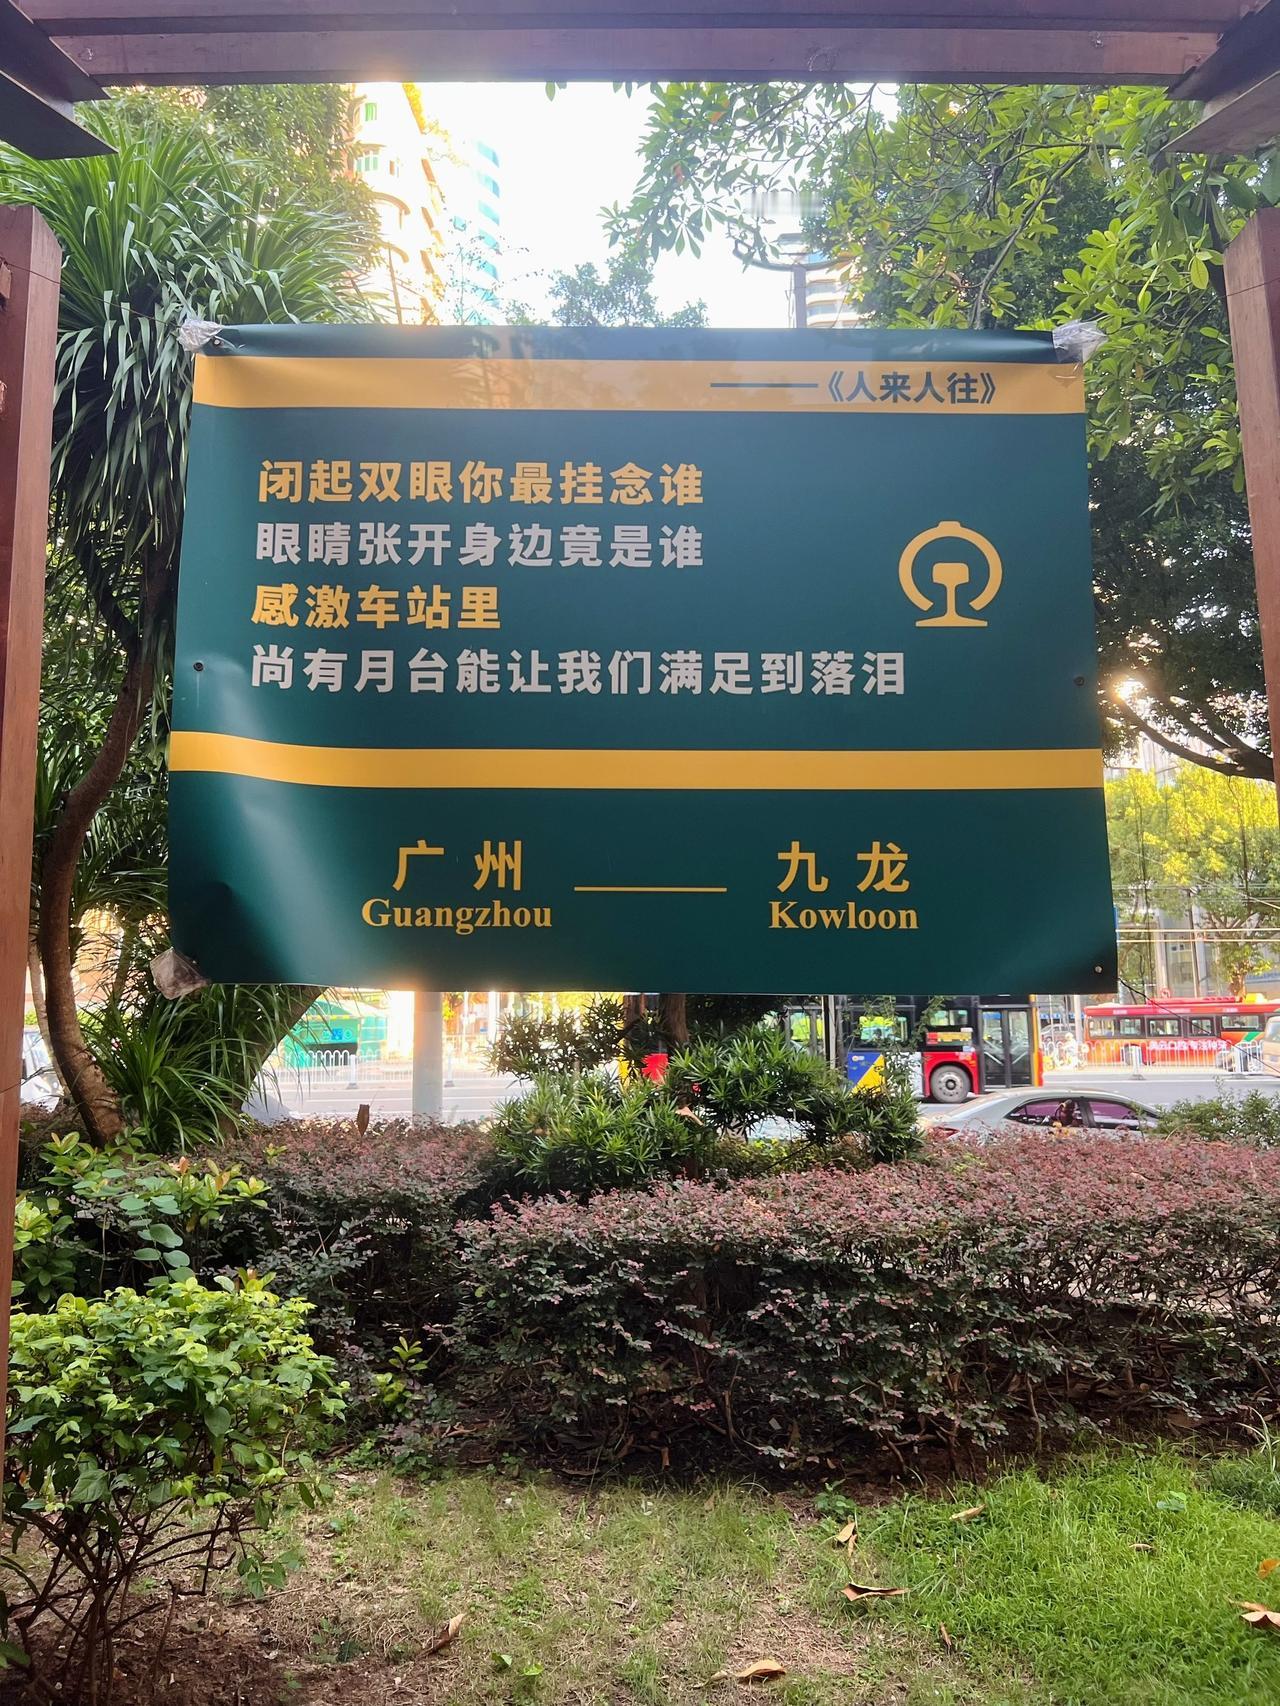 ——《人来人往》
闭起双眼你最挂念谁
眼睛张开身边竟是谁
感激车站里
尚有月台能让我们满足到落泪
广州 —— 九龙
Guangzhou Kowloon